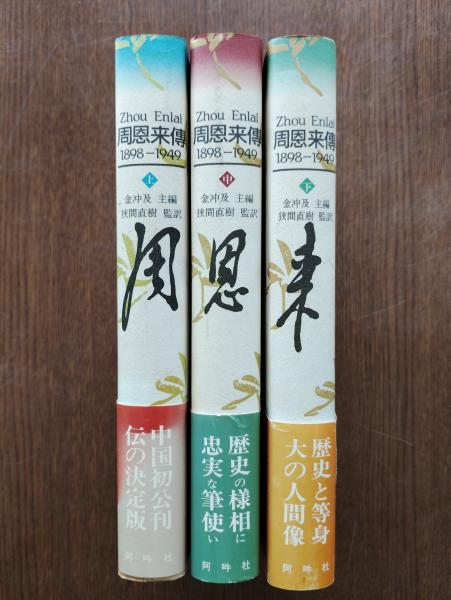 Zhou Enlai
周恩来傳
1898-1949
上
金冲及 主編
狭間直樹 監訳
周
中国初公刊
伝の決定版
阿吽社
Zhou Enlai
周恩来傳
1898-1949
中
金冲及 主編
狭間直樹 監訳
恩
歴史の様相に
忠実な筆使い
阿吽社
Zhou Enlai
周恩来傳
1898-1949
下
金冲及 主編
狭間直樹 監訳
来
歴史と等身
大の人間像
阿吽社